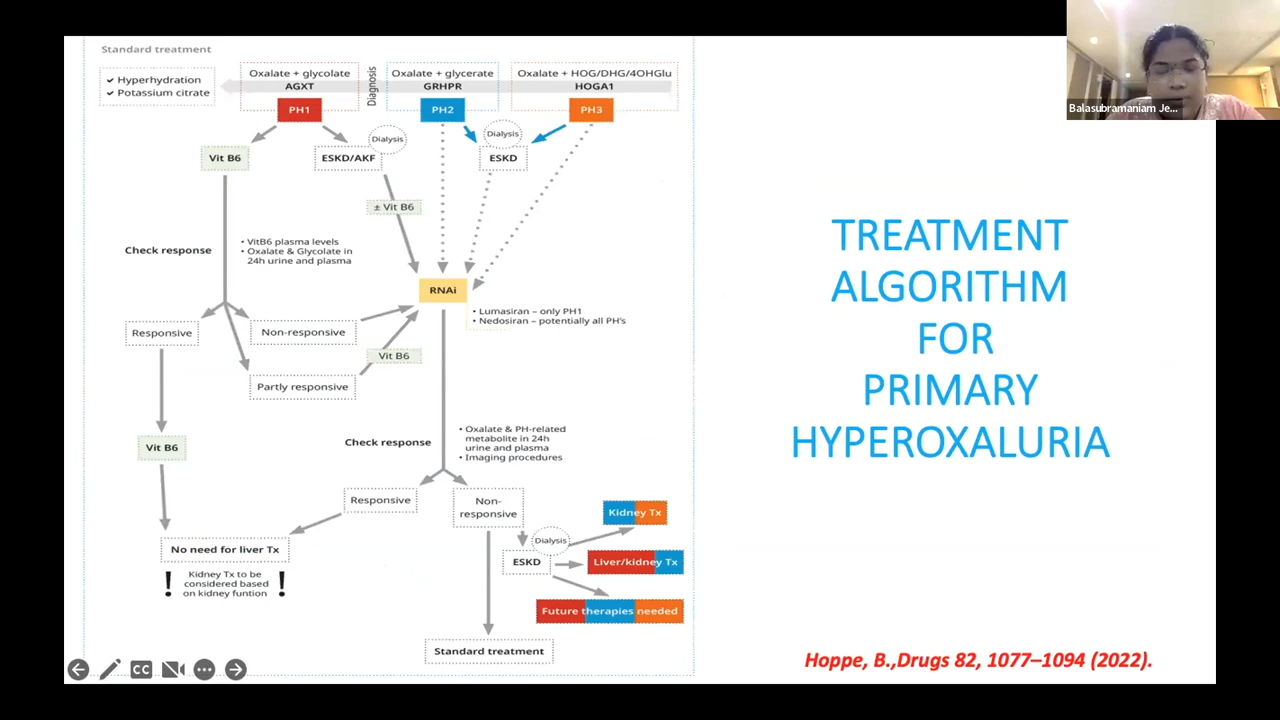 Standard treatment
✓ Hyperhydration
✓ Potassium citrate
Oxalate + glycolate
AGXT
PH1
Diagnosis
Oxalate + glycerate
GRHPR
PH2
Oxalate + HOG/DHG/4OHGlu
HOGA1
PH3
Balasubramaniam Je...
Vit B6
ESKD/AKF
Dialysis
Dialysis
ESKD
± Vit B6
Check response
• VitB6 plasma levels
• Oxalate & Glycolate in
24h urine and plasma
RNAi
• Lumasiran – only PH1
• Nedosiran – potentially all PH's
Responsive
Non-responsive
Vit B6
Partly responsive
Vit B6
Check response
• Oxalate & PH-related
metabolite in 24h
urine and plasma
• Imaging procedures
Responsive
Non-
responsive
Dialysis
ESKD
Kidney Tx
Liver/kidney Tx
Future therapies needed
No need for liver Tx
! Kidney Tx to be !
considered based
on kidney funtion
Standard treatment
CC
TREATMENT
ALGORITHM
FOR
PRIMARY
HYPEROXALURIA
Hoppe, B.,Drugs 82, 1077–1094 (2022).